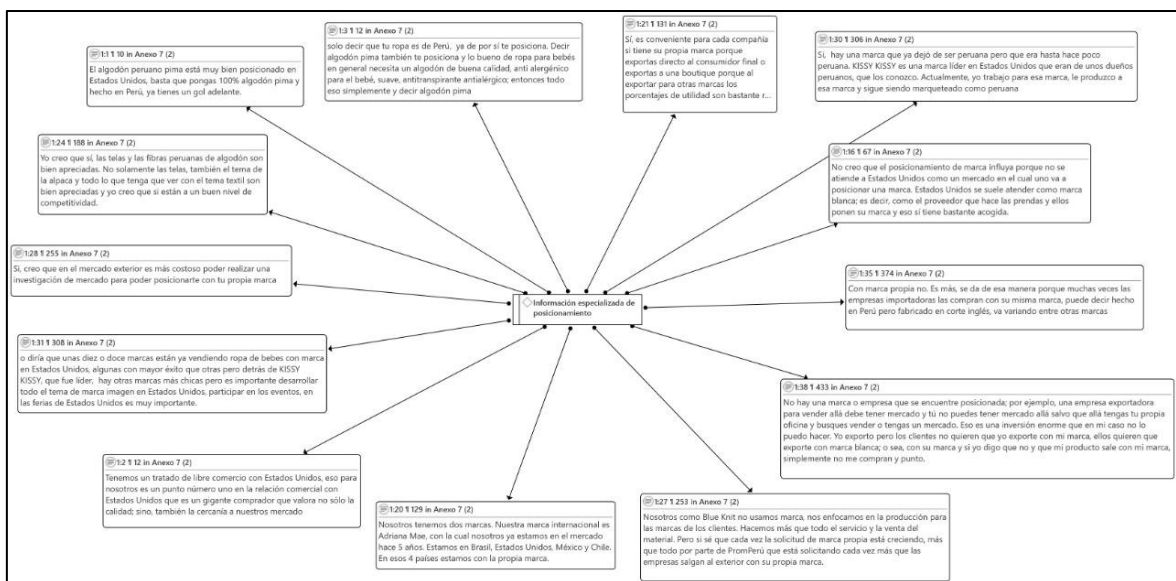 1:1 ¶ 10 in Anexo 7 (2)
El algodón peruano pima está muy bien posicionado en
Estados Unidos, basta que pongas 100% algodón pima y
hecho en Perú, ya tienes un gol adelante.
1:3 ¶ 12 in Anexo 7 (2)
solo decir que tu ropa es de Perú, ya de por sí te posiciona. Decir
algodón pima también te posiciona y lo bueno de ropa para bebés
en general necesita un algodón de buena calidad, anti alergénico
para el bebé, suave, antitranspirante antialérgico; entonces todo
eso simplemente y decir algodón pima
1:21 ¶ 131 in Anexo 7 (2)
Sí, es conveniente para cada compañía
si tiene su propia marca porque
exportas directo al consumidor final o
exportas a una boutique porque al
exportar para otras marcas los
porcentajes de utilidad son bastante r...
1:30 ¶ 306 in Anexo 7 (2)
Si, hay una marca que ya dejó de ser peruana pero que era hasta hace poco
peruana. KISSY KISSY es una marca líder en Estados Unidos que eran de unos dueños
peruanos, que los conozco. Actualmente, yo trabajo para esa marca, le produzco a
esa marca y sigue siendo marqueteado como peruana
1:24 ¶ 188 in Anexo 7 (2)
Yo creo que sí, las telas y las fibras peruanas de algodón son
bien apreciadas. No solamente las telas, también el tema de
la alpaca y todo lo que tenga que ver con el tema textil son
bien apreciadas y yo creo que si están a un buen nivel de
competitividad.
1:16 ¶ 67 in Anexo 7 (2)
No creo que el posicionamiento de marca influya porque no se
atiende a Estados Unidos como un mercado en el cual uno va a
posicionar una marca. Estados Unidos se suele atender como marca
blanca; es decir, como el proveedor que hace las prendas y ellos
ponen su marca y eso sí tiene bastante acogida.
1:28 ¶ 255 in Anexo 7 (2)
Si, creo que en el mercado exterior es más costoso poder realizar una
investigación de mercado para poder posicionarte con tu propia marca
Información especializada de
posicionamiento
1:35 ¶ 374 in Anexo 7 (2)
Con marca propia no. Es más, se da de esa manera porque muchas veces las
empresas importadoras las compran con su misma marca, puede decir hecho
en Perú pero fabricado en corte inglés, va variando entre otras marcas
1:31 ¶ 308 in Anexo 7 (2)
o diría que unas diez o doce marcas están ya vendiendo ropa de bebes con marca
en Estados Unidos, algunas con mayor éxito que otras pero detrás de KISSY
KISSY, que fue líder, hay otras marcas más chicas pero es importante desarrollar
todo el tema de marca imagen en Estados Unidos, participar en los eventos, en
las ferias de Estados Unidos es muy importante.
1:38 ¶ 433 in Anexo 7 (2)
No hay una marca o empresa que se encuentre posicionada; por ejemplo, una empresa exportadora
para vender allá debe tener mercado y tú no puedes tener mercado allá salvo que allá tengas tu propia
oficina y busques vender o tengas un mercado. Eso es una inversión enorme que en mi caso no lo
puedo hacer. Yo exporto pero los clientes no quieren que yo exporte con mi marca, ellos quieren que
exporte con marca blanca; o sea, con su marca y si yo digo que no y que mi producto sale con mi marca,
simplemente no me compran y punto.
1:2 ¶ 12 in Anexo 7 (2)
Tenemos un tratado de libre comercio con Estados Unidos, eso para
nosotros es un punto número uno en la relación comercial con
Estados Unidos que es un gigante comprador que valora no sólo la
calidad; sino, también la cercanía a nuestros mercado
1:20 ¶ 129 in Anexo 7 (2)
Nosotros tenemos dos marcas. Nuestra marca internacional es
Adriana Mae, con la cual nosotros ya estamos en el mercado
hace 5 años. Estamos en Brasil, Estados Unidos, México y Chile.
En esos 4 países estamos con la propia marca.
1:27 ¶ 253 in Anexo 7 (2)
Nosotros como Blue Knit no usamos marca, nos enfocamos en la producción para
las marcas de los clientes. Hacemos más que todo el servicio y la venta del
material. Pero si sé que cada vez la solicitud de marca propia está creciendo, más
que todo por parte de PromPerú que está solicitando cada vez más que las
empresas salgan al exterior con su propia marca.